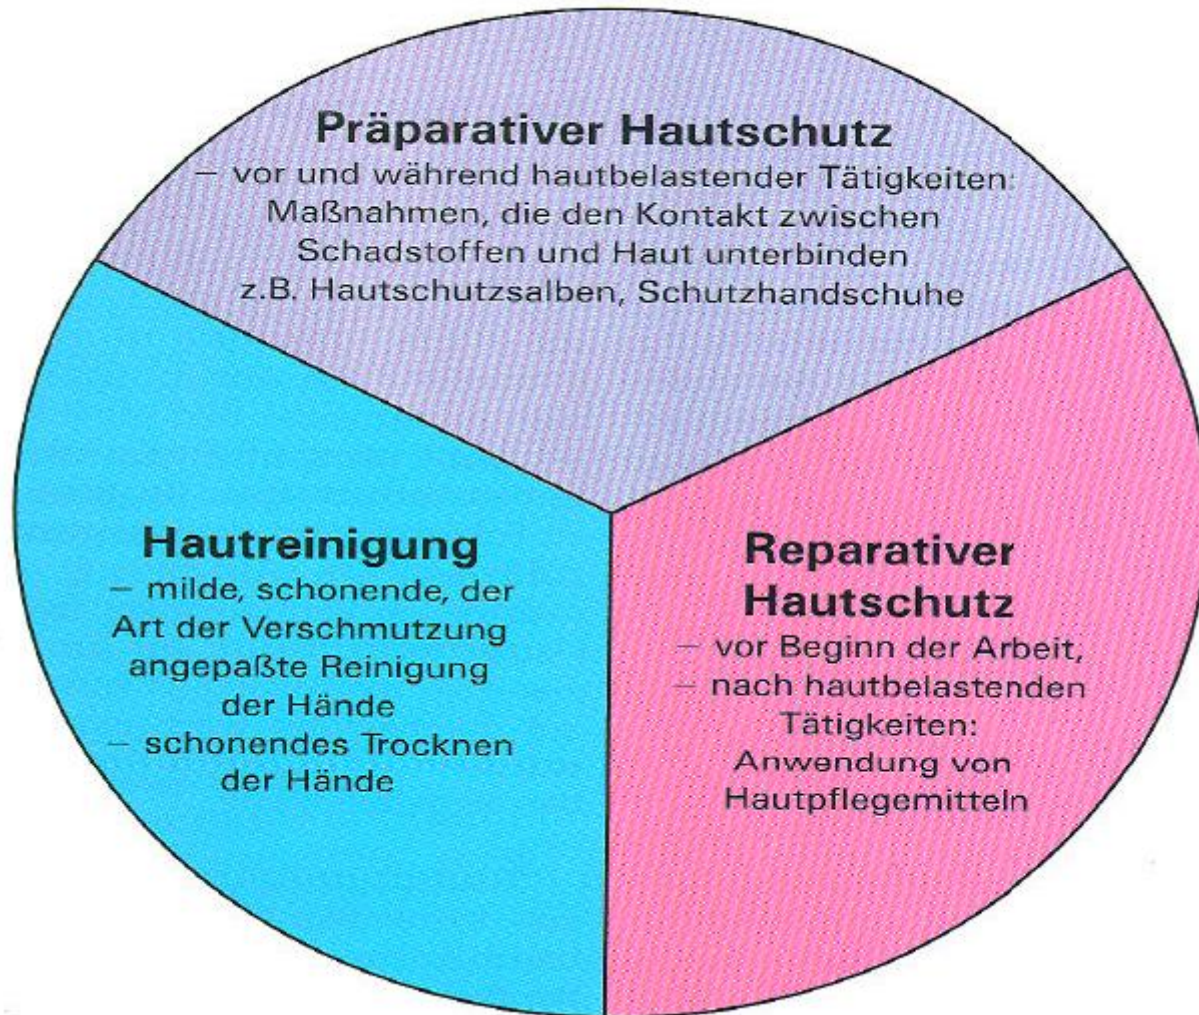 Präparativer Hautschutz
– vor und während hautbelastender Tätigkeiten:
Maßnahmen, die den Kontakt zwischen
Schadstoffen und Haut unterbinden
z.B. Hautschutzsalben, Schutzhandschuhe
Hautreinigung
– milde, schonende, der
Art der Verschmutzung
angepaßte Reinigung
der Hände
– schonendes Trocknen
der Hände
Reparativer
Hautschutz
– vor Beginn der Arbeit,
– nach hautbelastenden
Tätigkeiten:
Anwendung von
Hautpflegemitteln